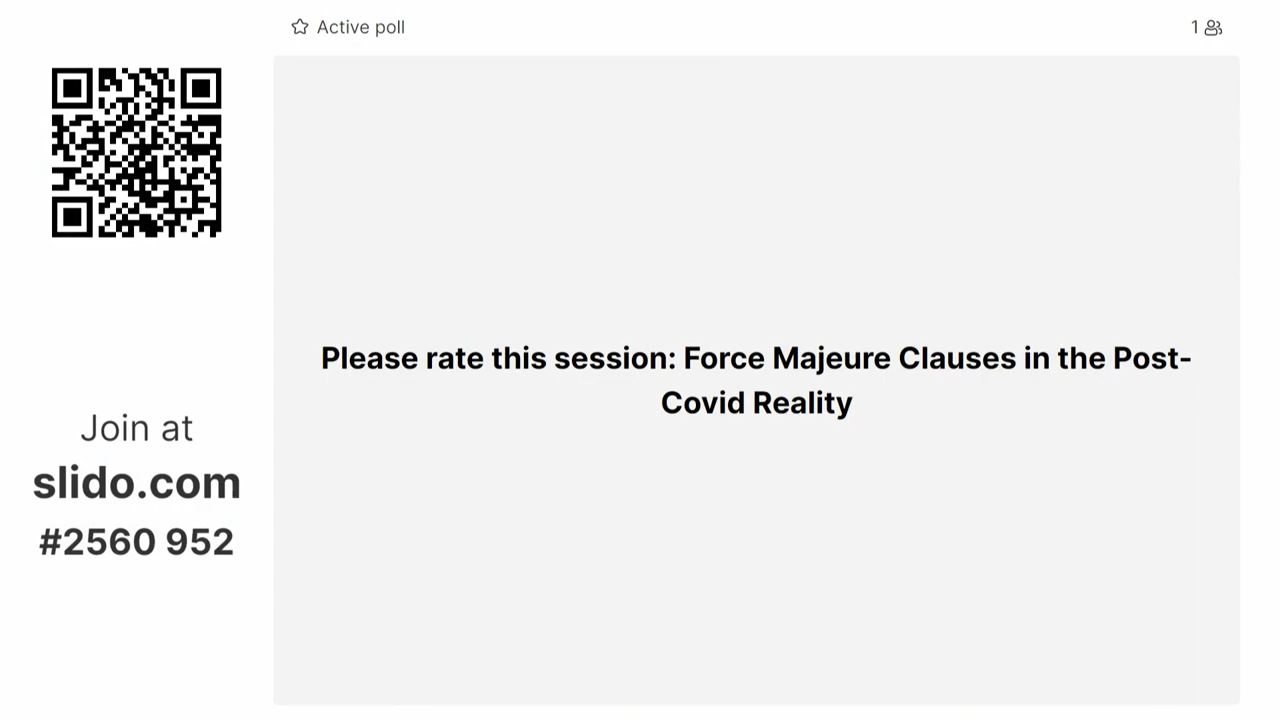 Active poll
1
Please rate this session: Force Majeure Clauses in the Post-
Covid Reality
Join at
slido.com
#2560 952